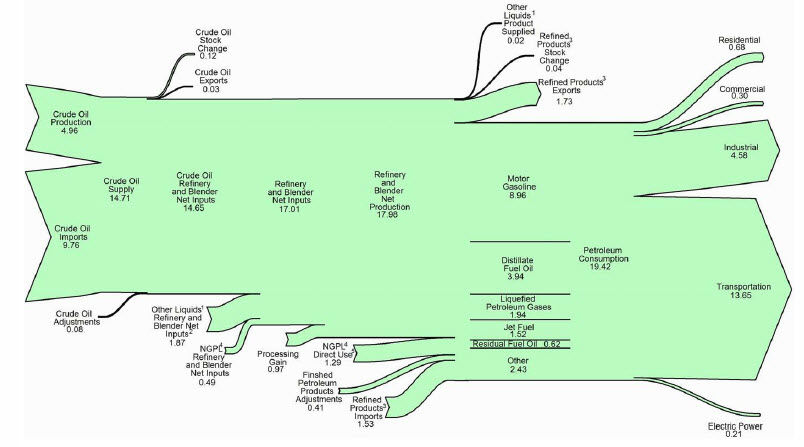 Crude Oil
Stock
Change
0.12
Crude Oil
Exports
0.03
Other
Liquids¹
Product
Supplied
0.02
Refined
Products³
Stock
Change
0.04
Refined Products³
Exports
1.73
Residential
0.68
Commercial
0.30
Industrial
4.58
Transportation
13.65
Electric Power
0.21
Crude Oil
Production
4.96
Crude Oil
Supply
14.71
Crude Oil
Refinery
and Blender
Net Inputs
14.65
Refinery
and Blender
Net Inputs
17.01
Refinery
and
Blender
Net
Production
17.98
Motor
Gasoline
8.96
Crude Oil
Imports
9.76
Distillate
Fuel Oil
3.94
Petroleum
Consumption
19.42
Liquefied
Petroleum Gases
1.94
Jet Fuel
1.52
Residual Fuel Oil 0.62
Other
2.43
Crude Oil
Adjustments
0.08
Other Liquids¹
Refinery and
Blender Net
Inputs²
1.87
NGPL⁴
Refinery
and Blender
Net Inputs
0.49
Processing
Gain
0.97
NGPL⁴
Direct Use⁵
1.29
Finshed
Petroleum
Products
Adjustments
0.41
Refined
Products³
Imports
1.53